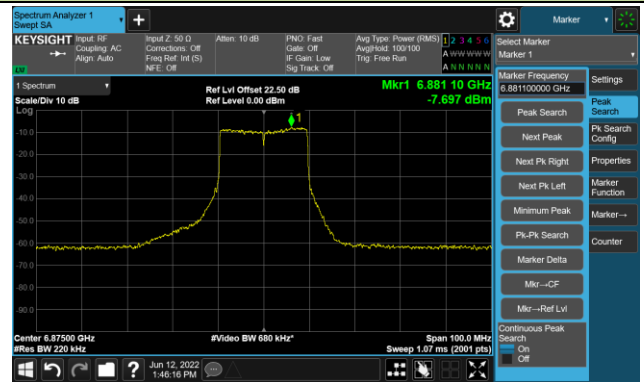 Spectrum Analyzer 1
Swept SA
Marker
KEYSIGHT
Input: RF
Coupling: AC
Align: Auto
Input Z: 50 Ω
Corrections: Off
Freq Ref: Int (S)
NFE: Off
Atten: 10 dB
PNO: Fast
Gate: Off
IF Gain: Low
Sig Track: Off
Avg Type: Power (RMS)
Avg|Hold: 100/100
Trig: Free Run
1 2 3 4 5 6
A W W W W W
A N N N N N
LW
Select Marker
Marker 1
1 Spectrum
Scale/Div 10 dB
Log
Ref Lvl Offset 22.50 dB
Ref Level 0.00 dBm
Mkr1 6.881 10 GHz
-7.697 dBm
1
-10.0
-20.0
-30.0
-40.0
-50.0
-60.0
-70.0
-80.0
-90.0
Center 6.87500 GHz
#Res BW 220 kHz
#Video BW 680 kHz*
Span 100.0 MHz
Sweep 1.07 ms (2001 pts)
Marker Frequency
6.881100000 GHz
Peak Search
Next Peak
Next Pk Right
Next Pk Left
Minimum Peak
Pk-Pk Search
Marker Delta
Mkr→CF
Mkr→Ref Lvl
Continuous Peak
Search
On
Off
Settings
Peak
Search
Pk Search
Config
Properties
Marker
Function
Marker→
Counter
?
Jun 12, 2022
1:46:16 PM